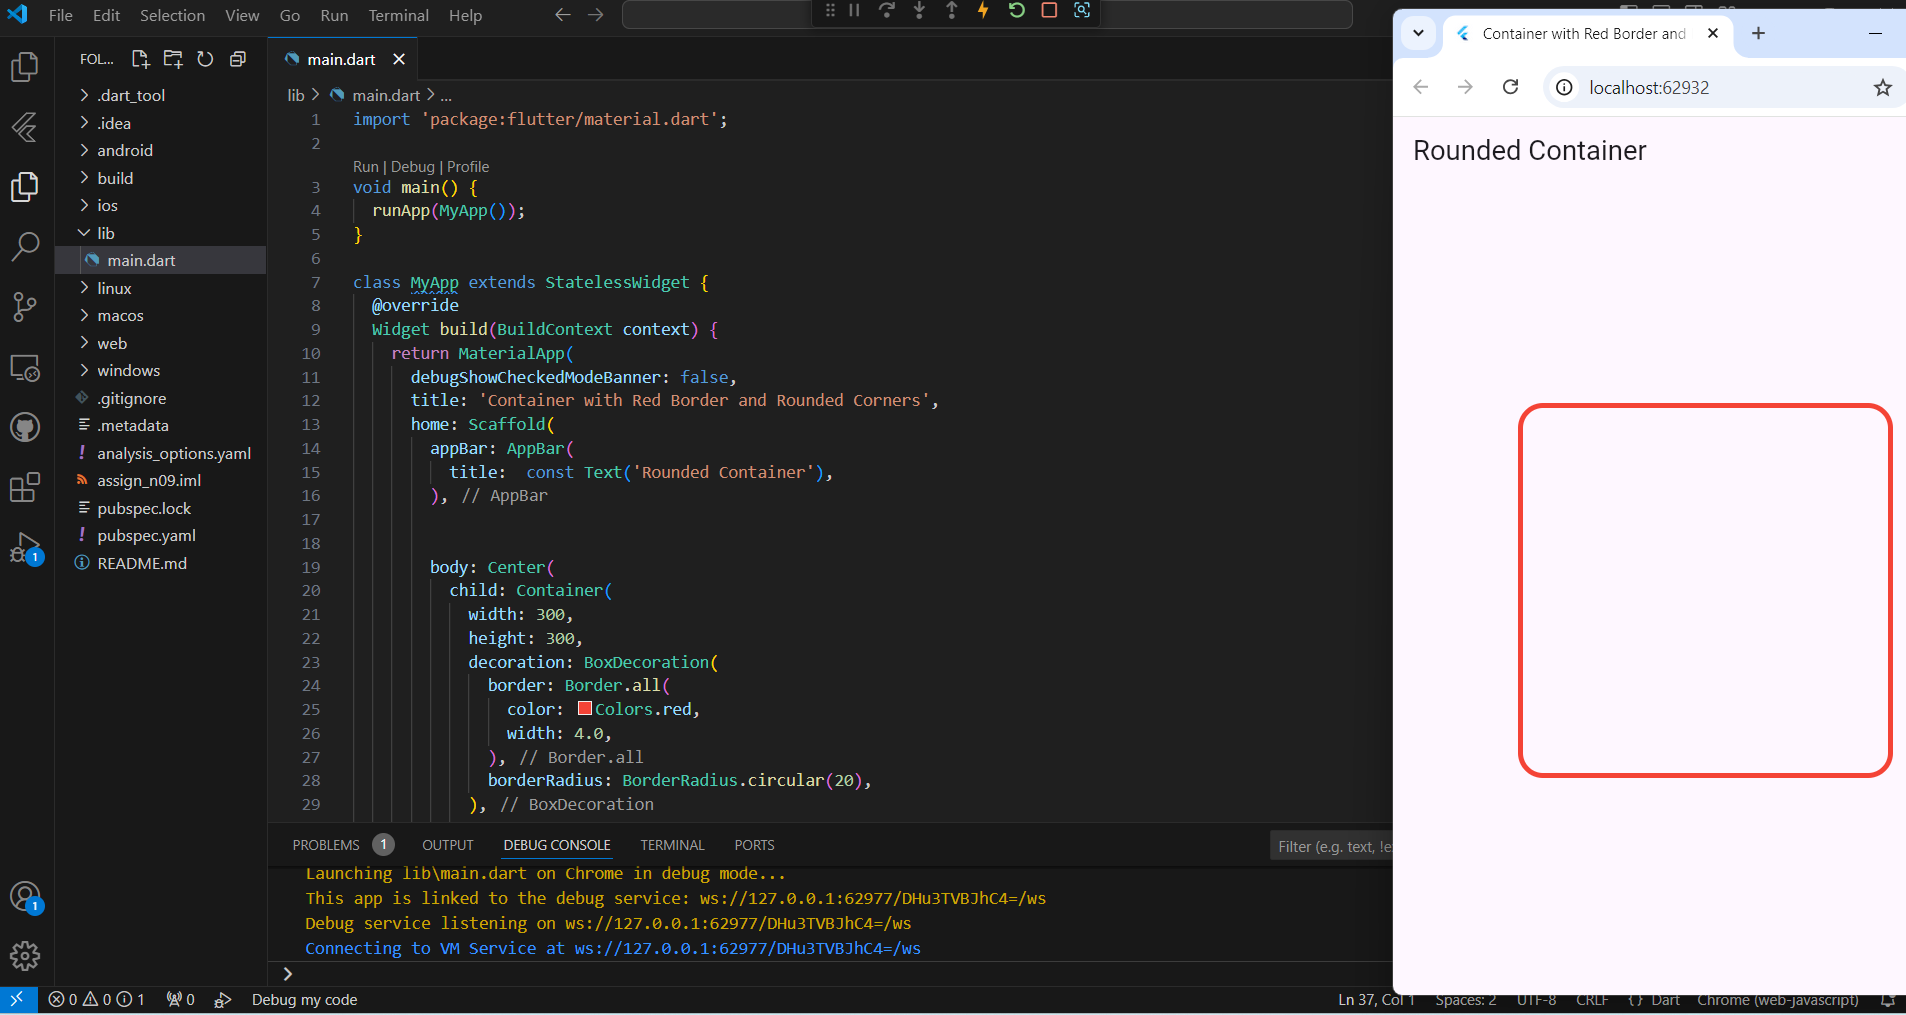 File Edit Selection View Go Run Terminal Help
FOL...
.dart_tool
.idea
android
build
ios
lib
main.dart
linux
macos
web
windows
.gitignore
.metadata
! analysis_options.yaml
assign_n09.iml
pubspec.lock
! pubspec.yaml
README.md
1
1
main.dart
lib > main.dart > ...
1 import 'package:flutter/material.dart';
2
Run | Debug | Profile
3 void main() {
4 runApp(MyApp());
5 }
6
7 class MyApp extends StatelessWidget {
8 @override
9 Widget build(BuildContext context) {
10 return MaterialApp(
11 debugShowCheckedModeBanner: false,
12 title: 'Container with Red Border and Rounded Corners',
13 home: Scaffold(
14 appBar: AppBar(
15 title:  const Text('Rounded Container'),
16 ), // AppBar
17
18
19 body: Center(
20 child: Container(
21 width: 300,
22 height: 300,
23 decoration: BoxDecoration(
24 border: Border.all(
25 color: Colors.red,
26 width: 4.0,
27 ), // Border.all
28 borderRadius: BorderRadius.circular(20),
29 ), // BoxDecoration
PROBLEMS 1 OUTPUT DEBUG CONSOLE TERMINAL PORTS
Filter (e.g. text, !e
Launching lib\main.dart on Chrome in debug mode...
This app is linked to the debug service: ws://127.0.0.1:62977/DHu3TVBJhC4=/ws
Debug service listening on ws://127.0.0.1:62977/DHu3TVBJhC4=/ws
Connecting to VM Service at ws://127.0.0.1:62977/DHu3TVBJhC4=/ws
>
0 0 1 0 Debug my code
Ln 37, Col 1 Spaces: 2 UTF-8 CRLF {} Dart Chrome (web-javascript)
Container with Red Border and
localhost:62932
Rounded Container